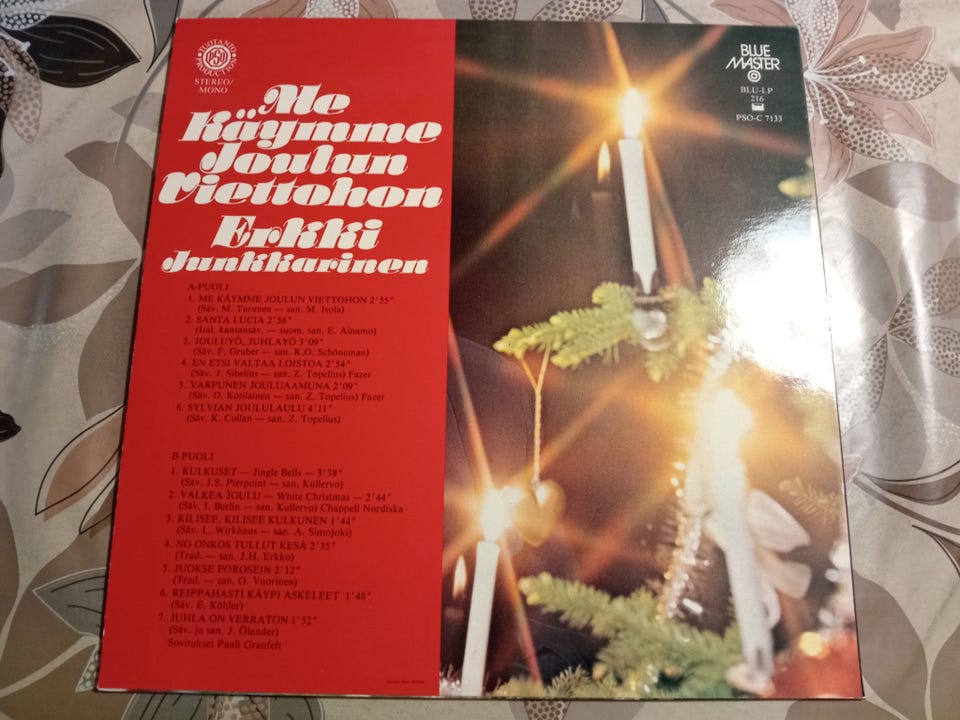 TUOTANTO
PSO
PRODUCTION
STEREO/
MONO
Me
Käymme
Joulun
Viettohon
Erkki
Junkkarinen
A-PUOLI
1. ME KÄYMME JOULUN VIETTOHON 2'55"
(Säv. M. Turunen — san. M. Isola)
2. SANTA LUCIA 2'56"
(Ital. kansansäv. — suom. san. E. Ainamo)
3. JOULUYÖ, JUHLAYÖ 3'09"
(Säv. F. Gruber — san. K.O. Schöneman)
4. EN ETSI VALTAA LOISTOA 2'54"
(Säv. J. Sibelius — san. Z. Topelius) Fazer
5. VARPUNEN JOULUAAMUNA 2'09"
(Säv. O. Kotilainen — san. Z. Topelius) Fazer
6. SYLVIAN JOULULAULU 4'11"
(Säv. K. Collan — san. Z. Topelius)
B-PUOLI
1. KULKUSET — Jingle Bells — 3'38"
(Säv. J.S. Pierpoint — san. Kullervo)
2. VALKEA JOULU — White Christmas — 2'44"
(Säv. I. Berlin — san. Kullervo) Chappell Nordiska
3. KILISEE, KILISEE KULKUNEN 1'44"
(Säv. L. Wirkhaus — san. A. Simojoki)
4. NO ONKOS TULLUT KESÄ 2'35"
(Trad. — san. J.H. Erkko)
5. JUOKSE POROSEIN 2'12"
(Trad. — san. O. Vuorinen)
6. REIPPAHASTI KÄYPI ASKELEET 1'48"
(Säv. E. Köhler)
7. JUHLA ON VERRATON 1'52"
(Säv. ja san. J. Ölander)
Sovitukset Pauli Granfelt
BLUE
MASTER
BLU-LP
216
PSO-C 7133